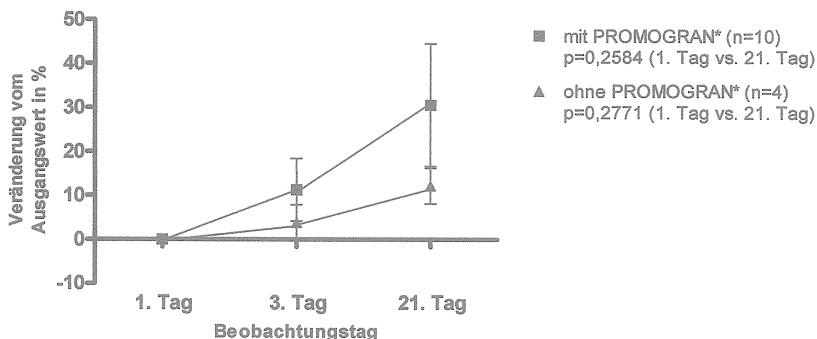 50
40
30
20
10
0
-10
Veränderung vom
Ausgangswert in %
1. Tag
3. Tag
21. Tag
Beobachtungstag
mit PROMOGRAN* (n=10)
p=0,2584 (1. Tag vs. 21. Tag)
ohne PROMOGRAN* (n=4)
p=0,2771 (1. Tag vs. 21. Tag)